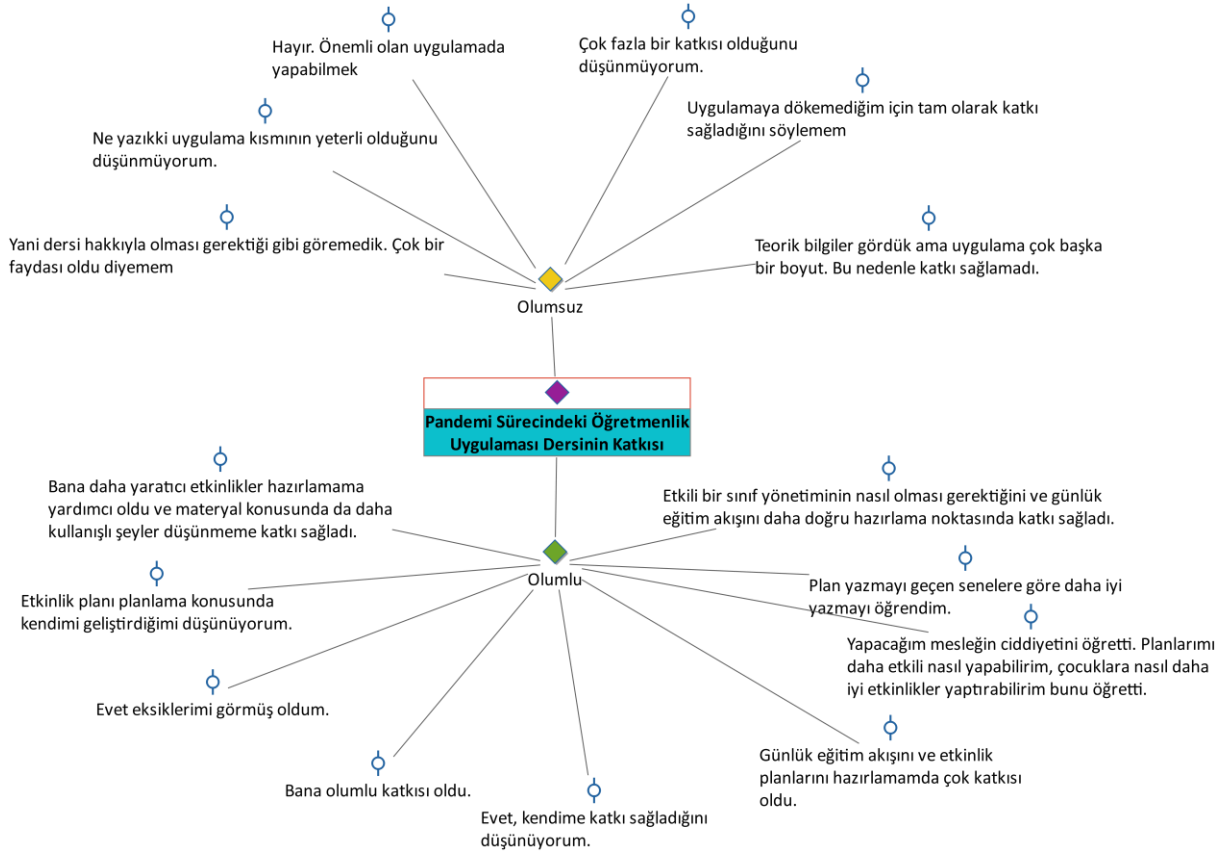 Hayır. Önemli olan uygulamada
yapabilmek
Çok fazla bir katkısı olduğunu
düşünmüyorum.
Ne yazıkki uygulama kısmının yeterli olduğunu
düşünmüyorum.
Uygulamaya dökemediğim için tam olarak katkı
sağladığını söylemem
Yani dersi hakkıyla olması gerektiği gibi göremedik. Çok bir
faydası oldu diyemem
Teorik bilgiler gördük ama uygulama çok başka
bir boyut. Bu nedenle katkı sağlamadı.
Olumsuz
Pandemi Sürecindeki Öğretmenlik
Uygulaması Dersinin Katkısı
Bana daha yaratıcı etkinlikler hazırlamama
yardımcı oldu ve materyal konusunda da daha
kullanışlı şeyler düşünmeme katkı sağladı.
Etkili bir sınıf yönetiminin nasıl olması gerektiğini ve günlük
eğitim akışını daha doğru hazırlama noktasında katkı sağladı.
Olumlu
Etkinlik planı planlama konusunda
kendimi geliştirdiğimi düşünüyorum.
Plan yazmayı geçen senelere göre daha iyi
yazmayı öğrendim.
Yapacağım mesleğin ciddiyetini öğretti. Planlarımı
daha etkili nasıl yapabilirim, çocuklara nasıl daha
iyi etkinlikler yaptırabilirim bunu öğretti.
Evet eksiklerimi görmüş oldum.
Günlük eğitim akışını ve etkinlik
planlarını hazırlamamda çok katkısı
oldu.
Bana olumlu katkısı oldu.
Evet, kendime katkı sağladığını
düşünüyorum.